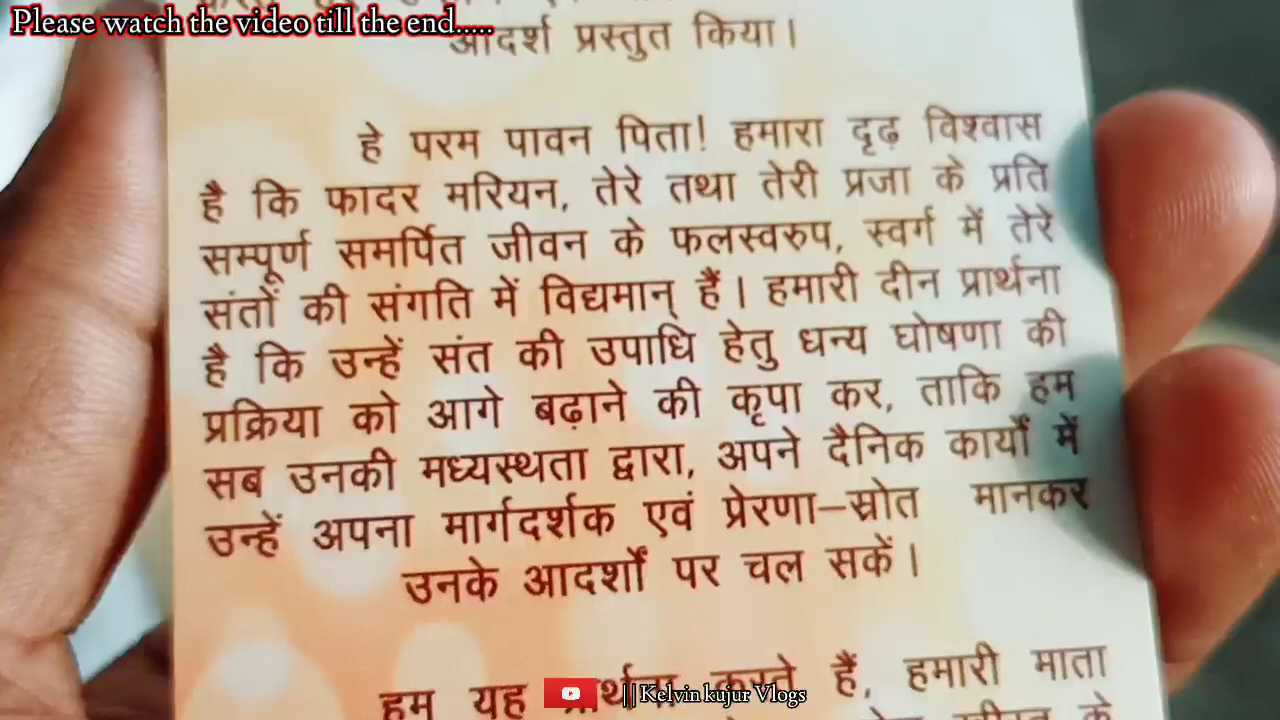 Please watch the video till the end.....
आदर्श प्रस्तुत किया।
हे परम पावन पिता! हमारा दृढ़ विश्वास
है कि फादर मरियन, तेरे तथा तेरी प्रजा के प्रति
सम्पूर्ण समर्पित जीवन के फलस्वरुप, स्वर्ग में तेरे
संतों की संगति में विद्यमान् हैं। हमारी दीन प्रार्थना
है कि उन्हें संत की उपाधि हेतु धन्य घोषणा की
प्रक्रिया को आगे बढ़ाने की कृपा कर, ताकि हम
सब उनकी मध्यस्थता द्वारा, अपने दैनिक कार्यों में
उन्हें अपना मार्गदर्शक एवं प्रेरणा–स्रोत मानकर
उनके आदर्शों पर चल सकें।
हम यह प्रार्थना करते हैं, हमारी माता
|| Kelvin kujur Vlogs